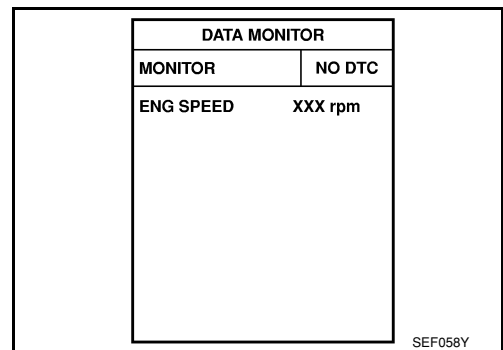 DATA MONITOR
MONITOR NO DTC
ENG SPEED XXX rpm
SEF058Y